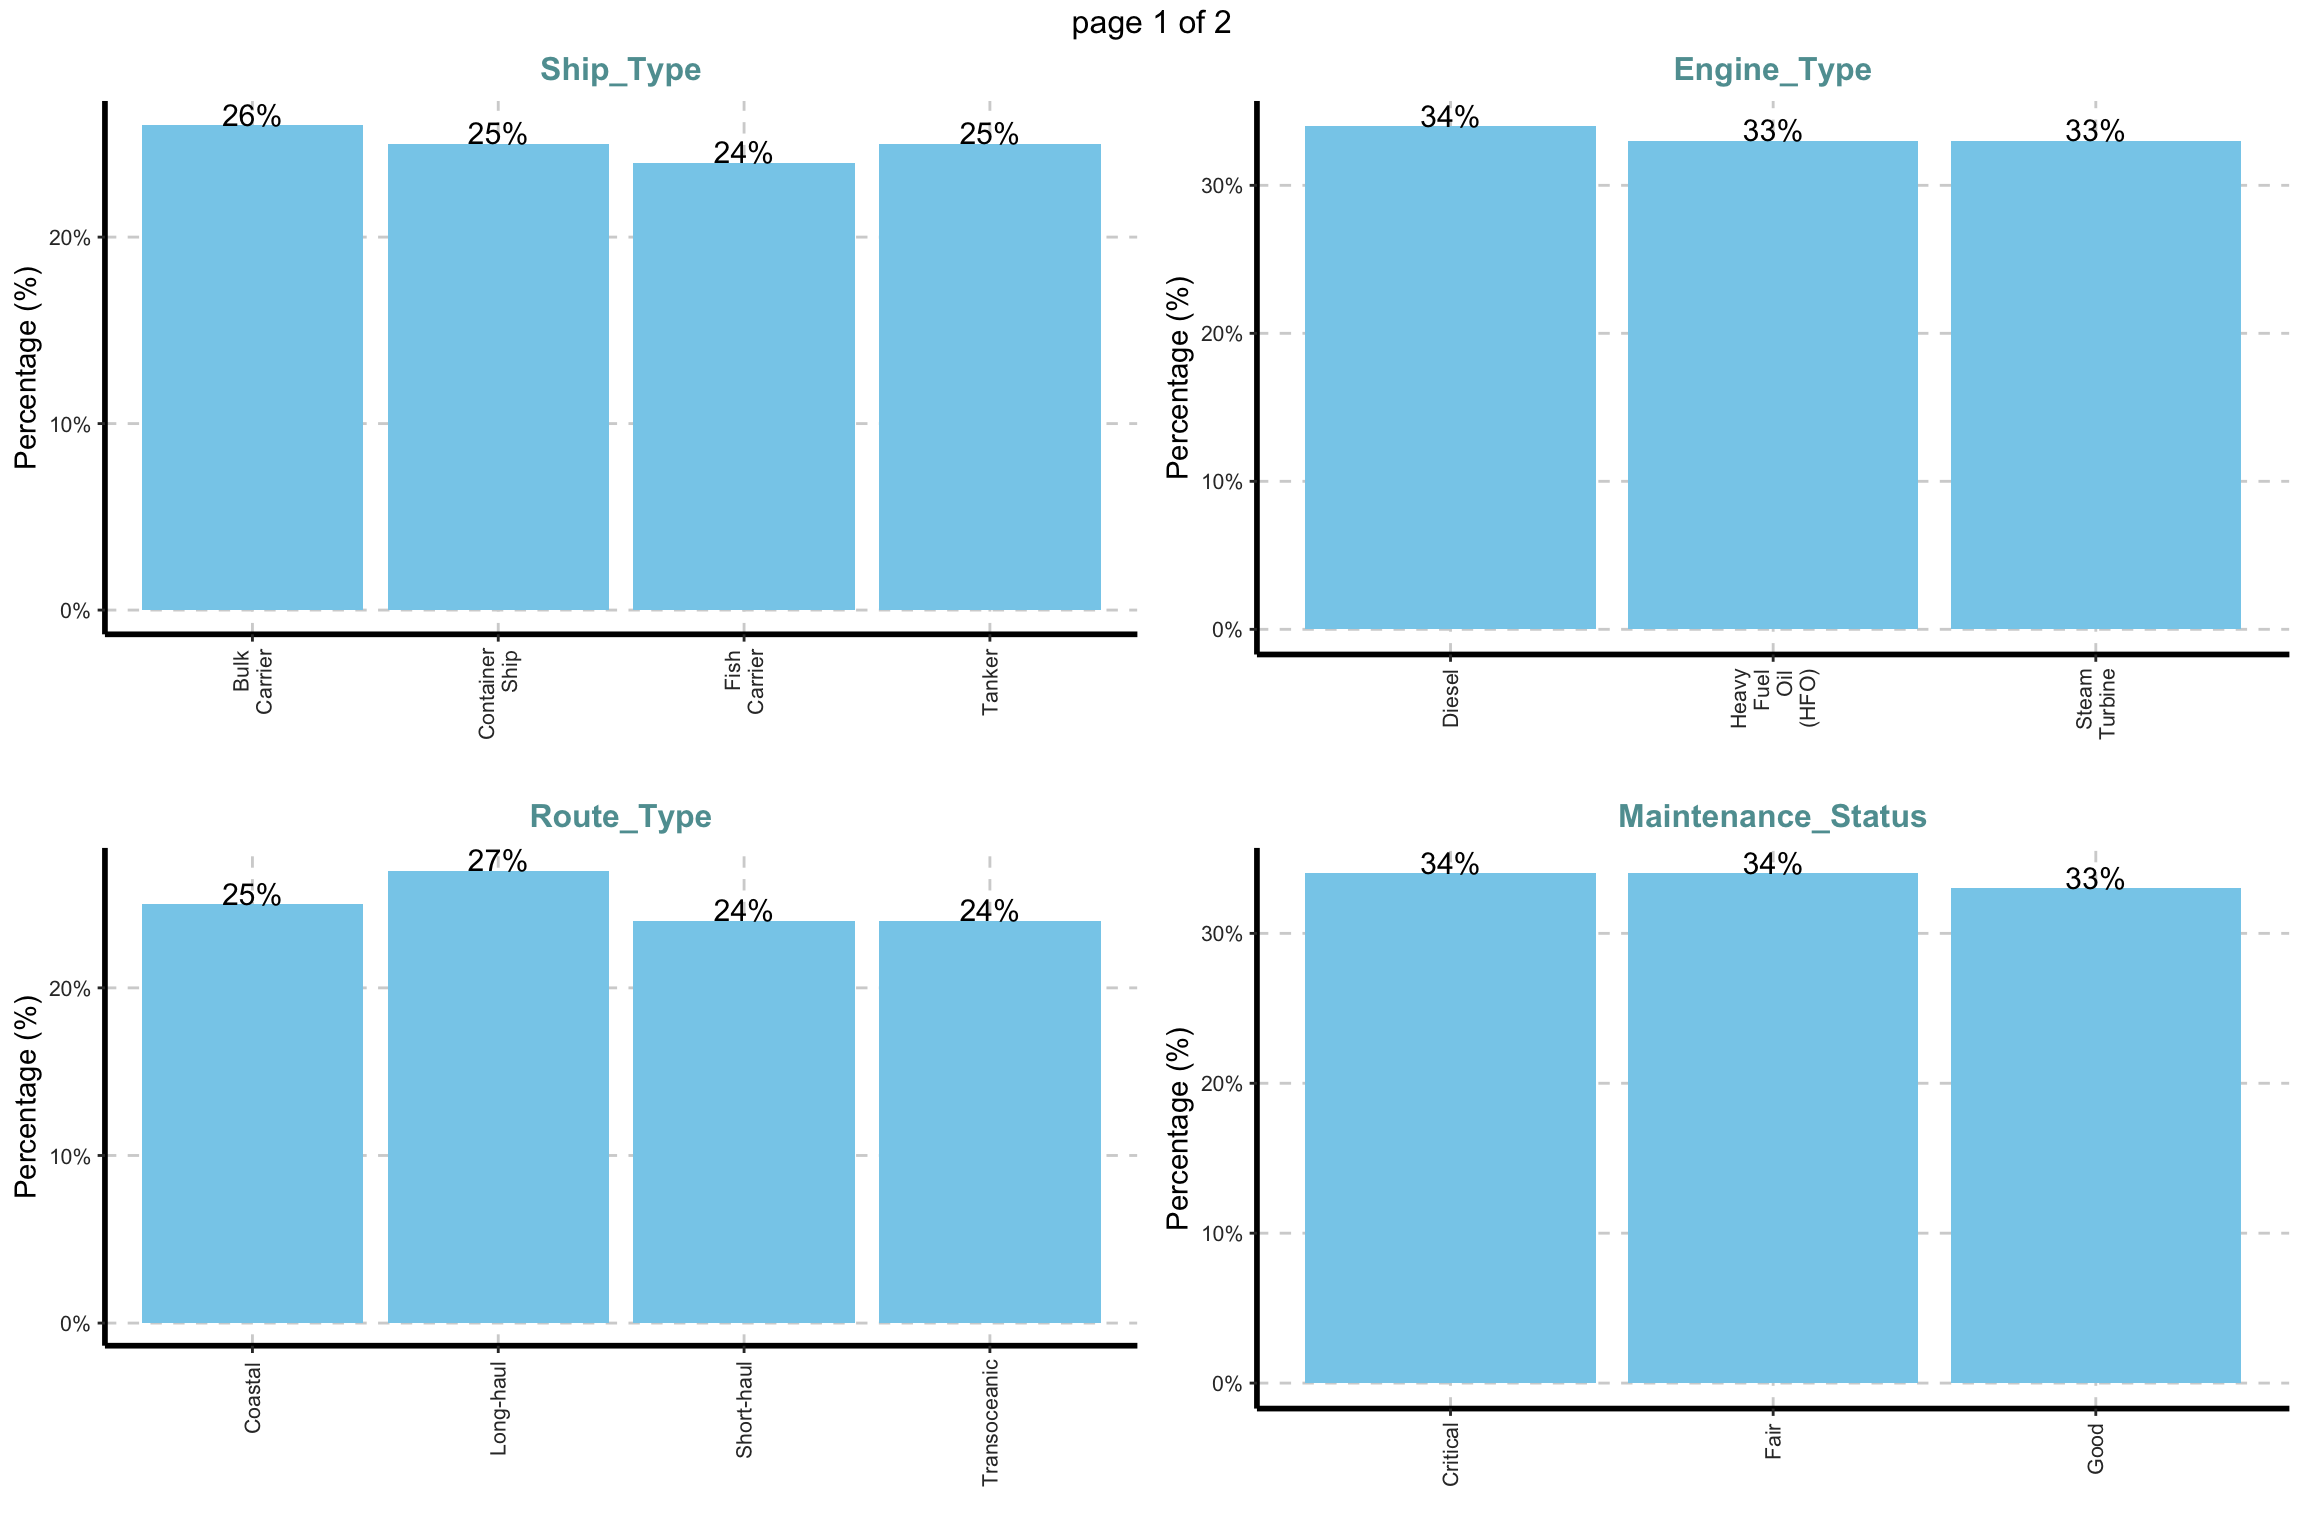 page 1 of 2
Ship_Type
26%
25%
24%
25%
20%
10%
0%
Percentage (%)
Bulk
Carrier
Container
Ship
Fish
Carrier
Tanker
Engine_Type
34%
33%
33%
30%
20%
10%
0%
Percentage (%)
Diesel
Heavy
Fuel
Oil
(HFO)
Steam
Turbine
Route_Type
25%
27%
24%
24%
20%
10%
0%
Percentage (%)
Coastal
Long-haul
Short-haul
Transoceanic
Maintenance_Status
34%
34%
33%
30%
20%
10%
0%
Percentage (%)
Critical
Fair
Good